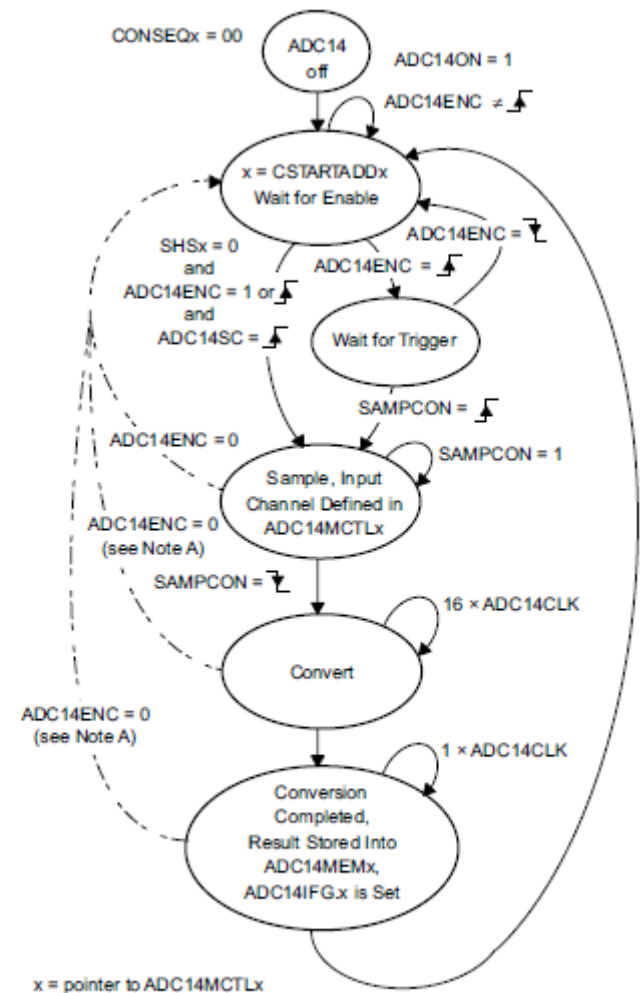 CONSEQx = 00
ADC14
off
ADC14ON = 1
ADC14ENC ≠
x = CSTARTADDx
Wait for Enable
SHSx = 0
and
ADC14ENC = 1 or
and
ADC14SC =
ADC14ENC =
ADC14ENC =
Wait for Trigger
SAMPCON =
ADC14ENC = 0
SAMPCON = 1
Sample, Input
Channel Defined in
ADC14MCTLx
ADC14ENC = 0
(see Note A)
SAMPCON =
16 × ADC14CLK
Convert
ADC14ENC = 0
(see Note A)
1 × ADC14CLK
Conversion
Completed,
Result Stored Into
ADC14MEMx,
ADC14IFG.x is Set
x = pointer to ADC14MCTLx